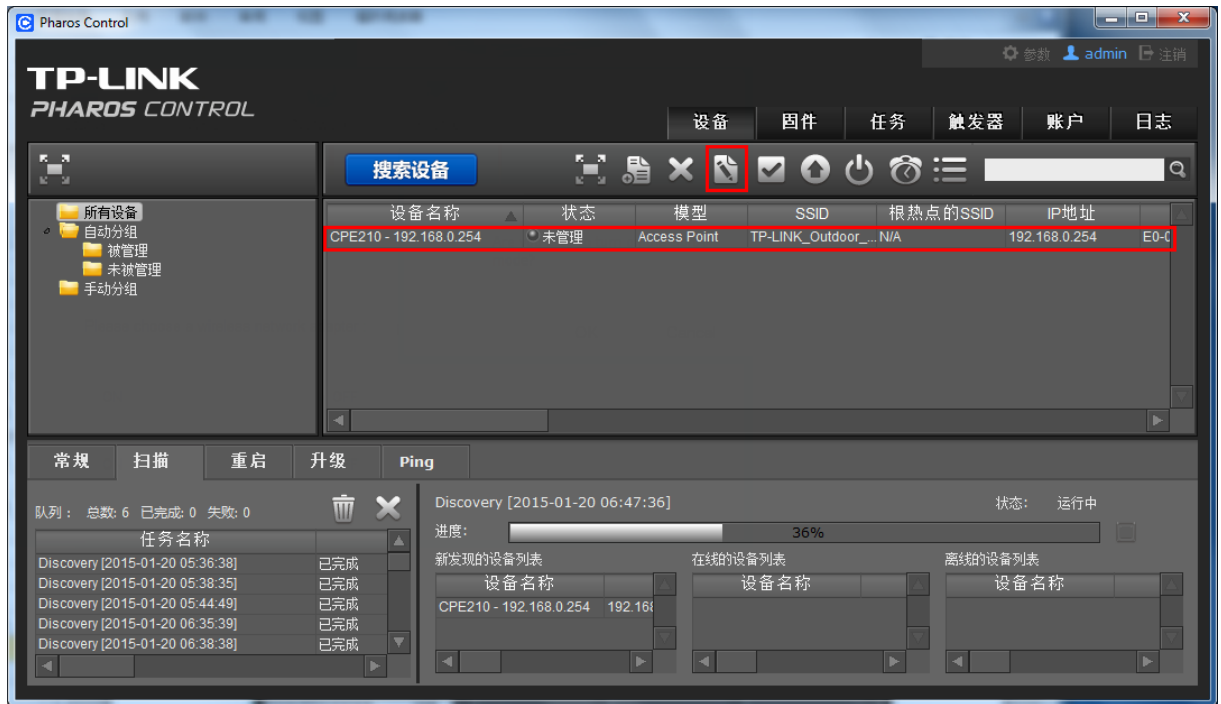 Pharos Control
参数 admin 注销
TP-LINK
PHAROS CONTROL
设备 固件 任务 触发器 账户 日志
搜索设备
所有设备
自动分组
被管理
未被管理
手动分组
设备名称 状态 模型 SSID 根热点的SSID IP地址
CPE210 - 192.168.0.254 未管理 Access Point TP-LINK_Outdoor_... N/A 192.168.0.254 E0-C
常规 扫描 重启 升级 Ping
队列： 总数: 6 已完成: 0 失败: 0
任务名称
Discovery [2015-01-20 05:36:38] 已完成
Discovery [2015-01-20 05:38:35] 已完成
Discovery [2015-01-20 05:44:49] 已完成
Discovery [2015-01-20 06:35:39] 已完成
Discovery [2015-01-20 06:38:38] 已完成
Discovery [2015-01-20 06:47:36] 状态: 运行中
进度: 36%
新发现的设备列表 在线的设备列表 离线的设备列表
设备名称 设备名称 设备名称
CPE210 - 192.168.0.254 192.168